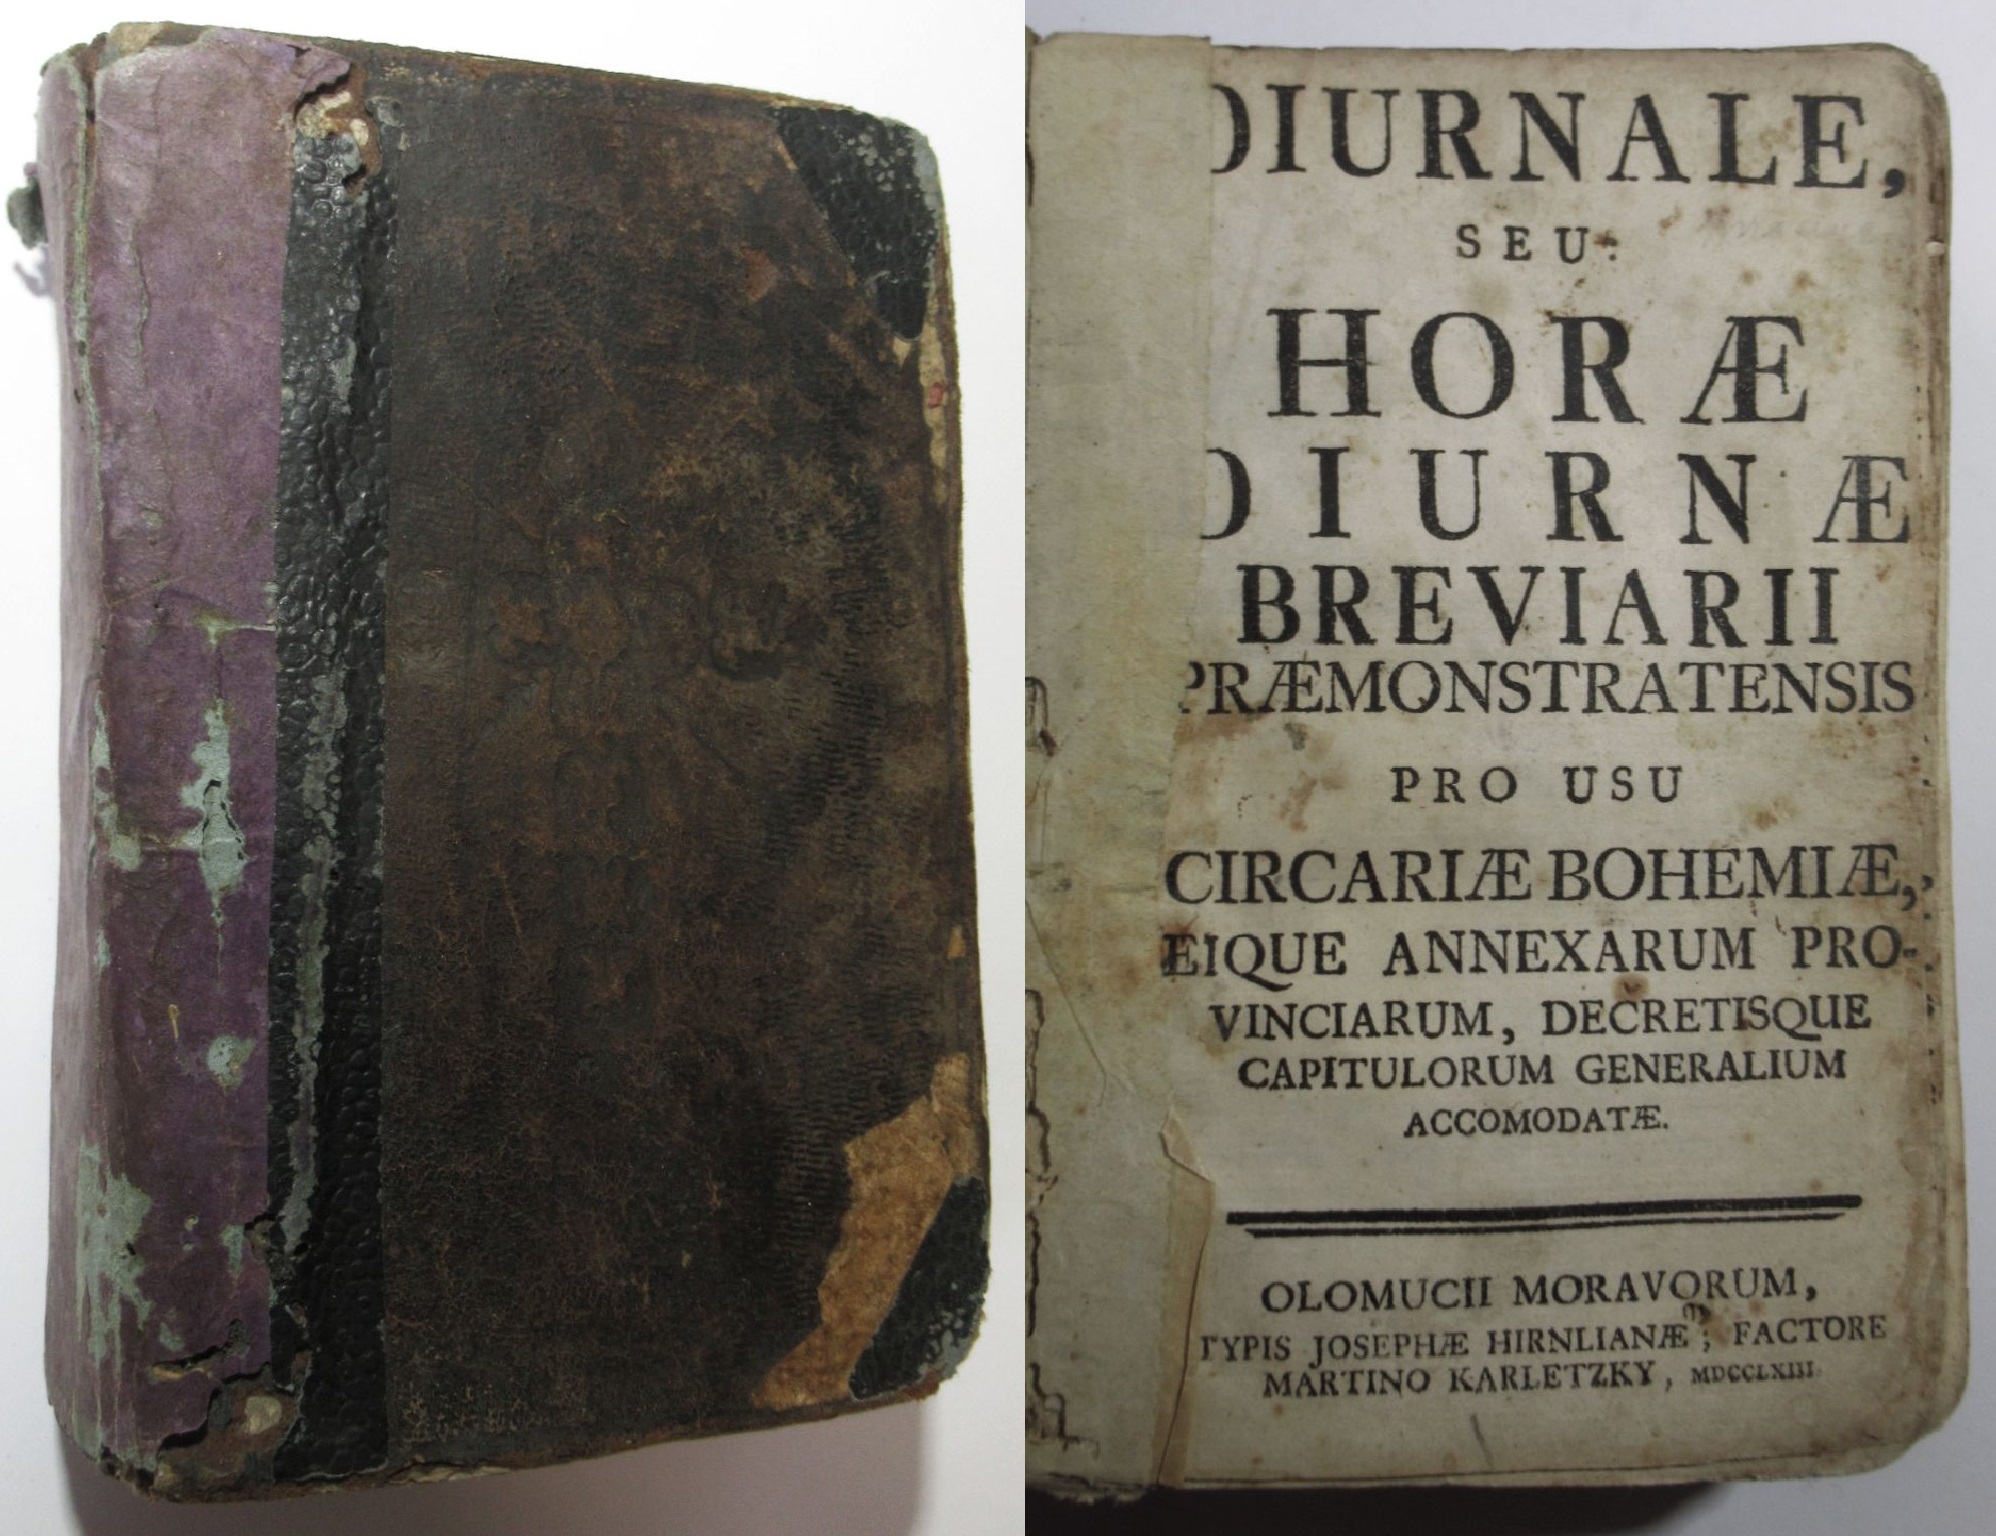 DIURNALE,
SEU:
HORÆ
DIURNÆ
BREVIARII
PRÆMONSTRATENSIS
PRO USU
CIRCARIÆ BOHEMIÆ,
EIQUE ANNEXARUM PRO-
VINCIARUM, DECRETISQUE
CAPITULORUM GENERALIUM
ACCOMODATÆ.
OLOMUCII MORAVORUM,
TYPIS JOSEPHÆ HIRNLIANÆ, FACTORE
MARTINO KARLETZKY, MDCCLXIII